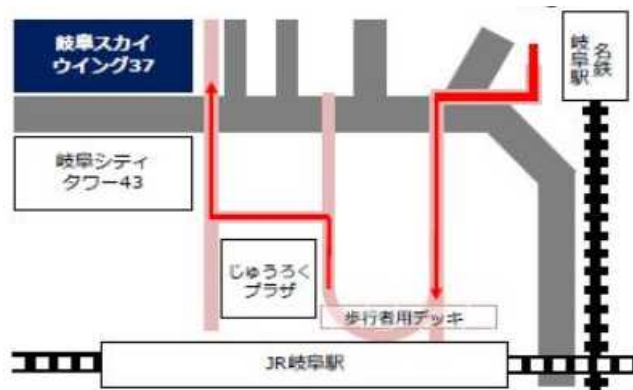 岐阜スカイ
ウイング37
名鉄
岐阜駅
岐阜シティ
タワー43
じゅうろく
プラザ
歩行者用デッキ
JR岐阜駅